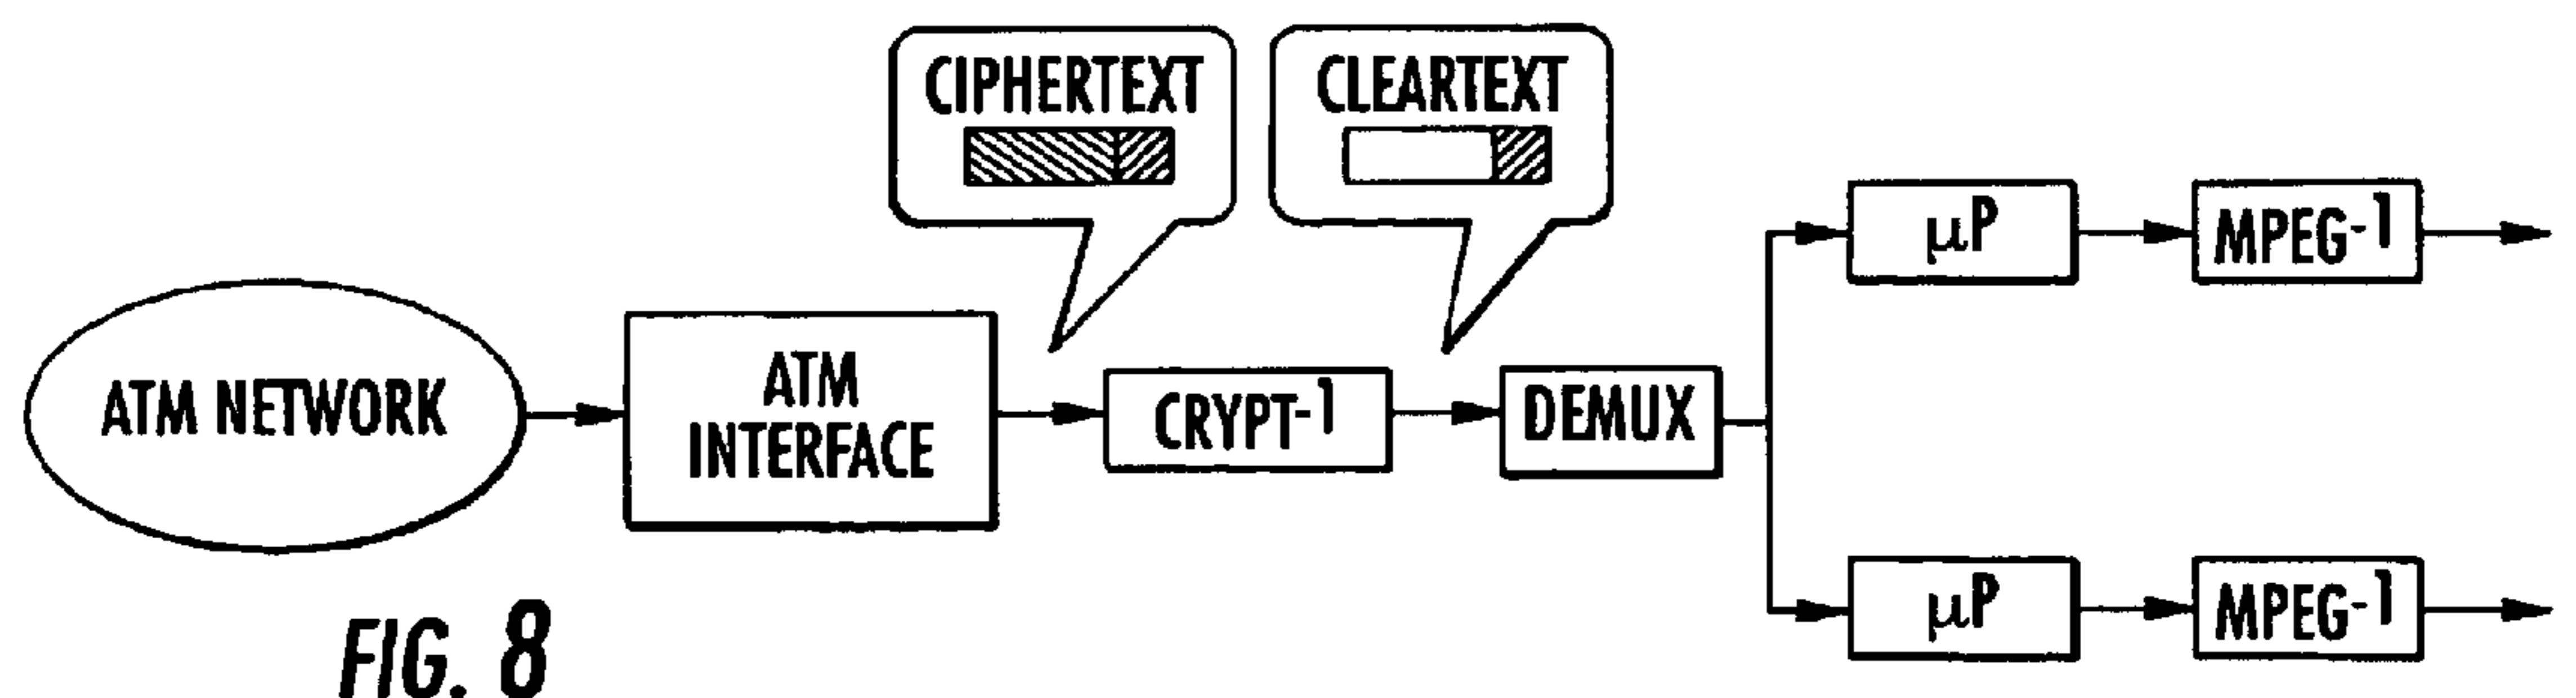 CIPHERTEXT
CLEARTEXT
ATM NETWORK
ATM
INTERFACE
CRYPT-1
DEMUX
µP
MPEG-1
µP
MPEG-1
FIG. 8